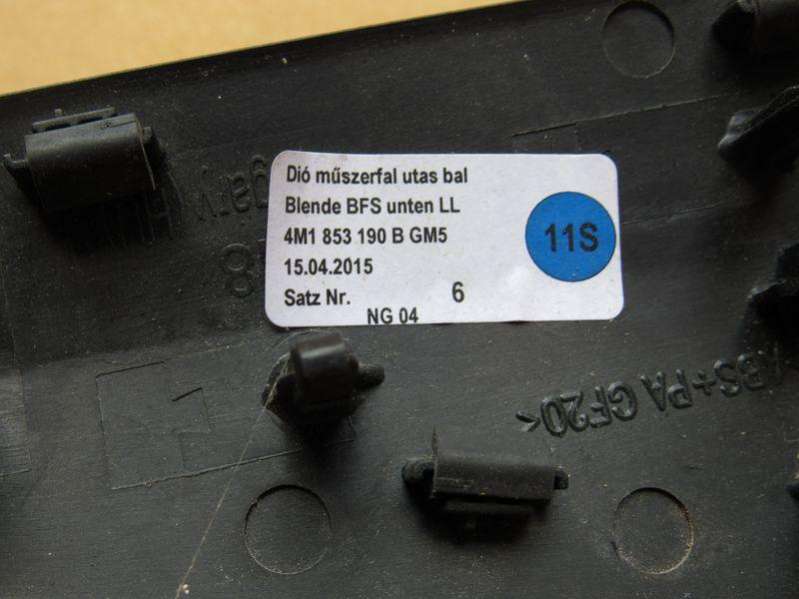 Dió műszerfal utas bal
Blende BFS unten LL
4M1 853 190 B GM5
15.04.2015
Satz Nr. 6
NG 04
11S
ABS+PA GF20<